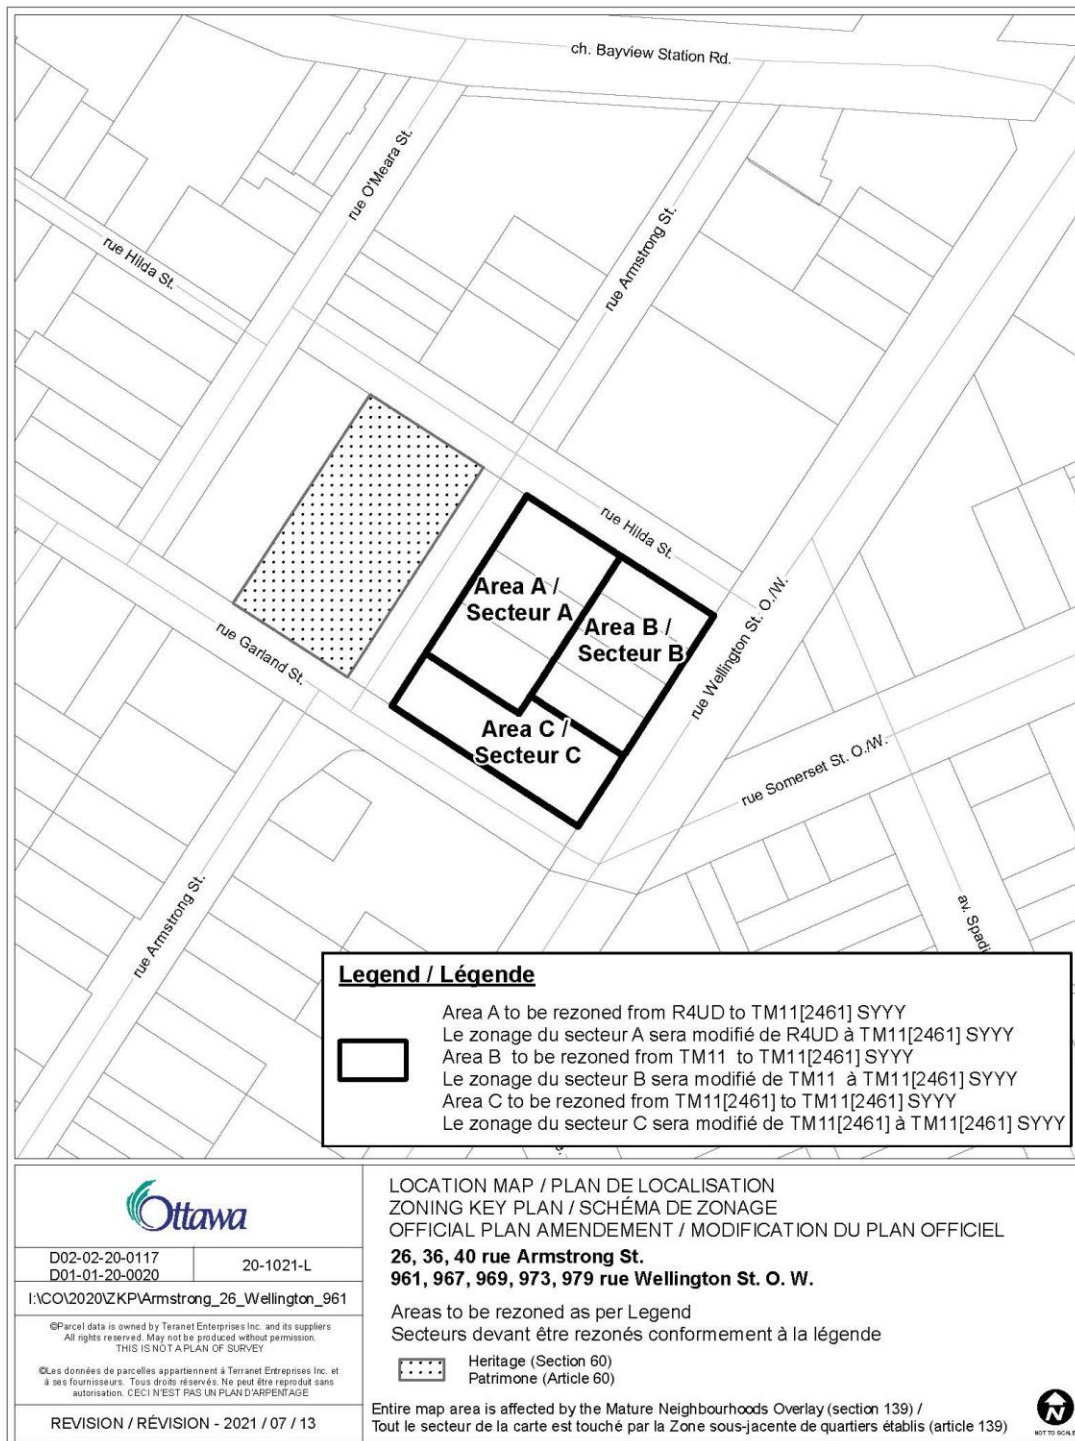 ch. Bayview Station Rd.
rue O'Meara St.
rue Hilda St.
rue Armstrong St.
rue Hilda St.
Area A /
Secteur A
Area B /
Secteur B
rue Wellington St. O./W.
rue Garland St.
Area C /
Secteur C
rue Somerset St. O./W.
rue Armstrong St.
av. Spadi
Legend / Légende
Area A to be rezoned from R4UD to TM11[2461] SYYY
Le zonage du secteur A sera modifié de R4UD à TM11[2461] SYYY
Area B to be rezoned from TM11 to TM11[2461] SYYY
Le zonage du secteur B sera modifié de TM11 à TM11[2461] SYYY
Area C to be rezoned from TM11[2461] to TM11[2461] SYYY
Le zonage du secteur C sera modifié de TM11[2461] à TM11[2461] SYYY
Ottawa
D02-02-20-0117
D01-01-20-0020
20-1021-L
I:\CO\2020\ZKP\Armstrong_26_Wellington_961
©Parcel data is owned by Teranet Enterprises Inc. and its suppliers
All rights reserved. May not be produced without permission.
THIS IS NOT A PLAN OF SURVEY
©Les données de parcelles appartiennent à Terranet Entreprises Inc. et
à ses fournisseurs. Tous droits réservés. Ne peut être reproduit sans
autorisation. CECI N'EST PAS UN PLAN D'ARPENTAGE
REVISION / RÉVISION - 2021 / 07 / 13
LOCATION MAP / PLAN DE LOCALISATION
ZONING KEY PLAN / SCHÉMA DE ZONAGE
OFFICIAL PLAN AMENDMENT / MODIFICATION DU PLAN OFFICIEL
26, 36, 40 rue Armstrong St.
961, 967, 969, 973, 979 rue Wellington St. O. W.
Areas to be rezoned as per Legend
Secteurs devant être rezonés conformement à la légende
Heritage (Section 60)
Patrimone (Article 60)
Entire map area is affected by the Mature Neighbourhoods Overlay (section 139) /
Tout le secteur de la carte est touché par la Zone sous-jacente de quartiers établis (article 139)
N
NOT TO SCALE